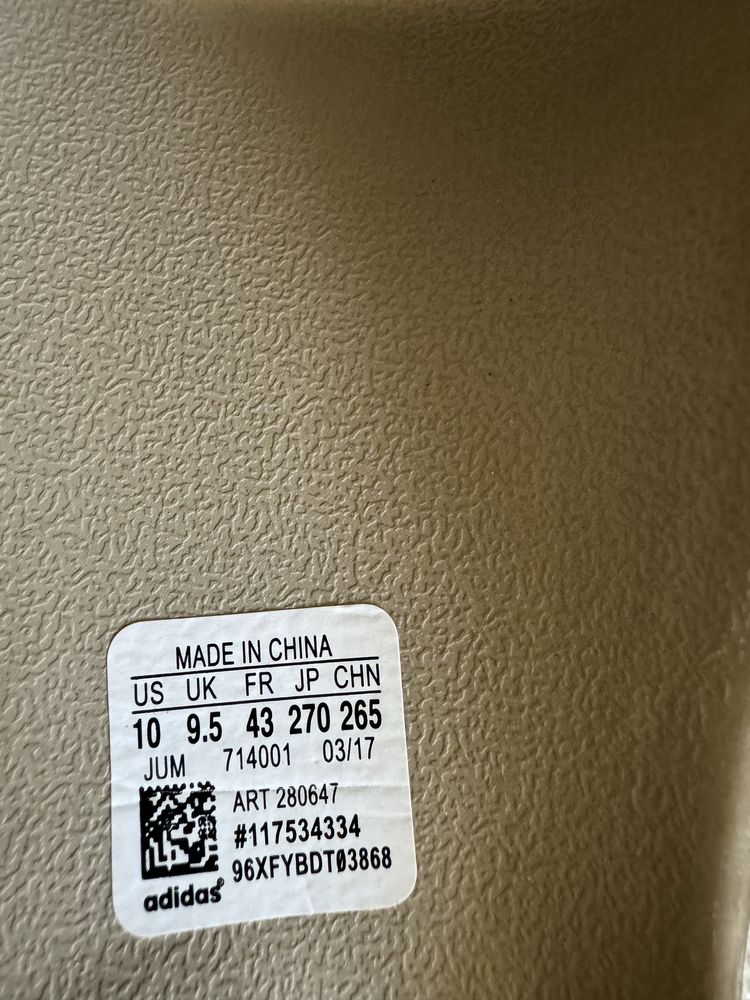 MADE IN CHINA
US UK FR JP CHN
10 9.5 43 270 265
JUM 714001 03/17
ART 280647
#117534334
96XFYBDT03868
adidas